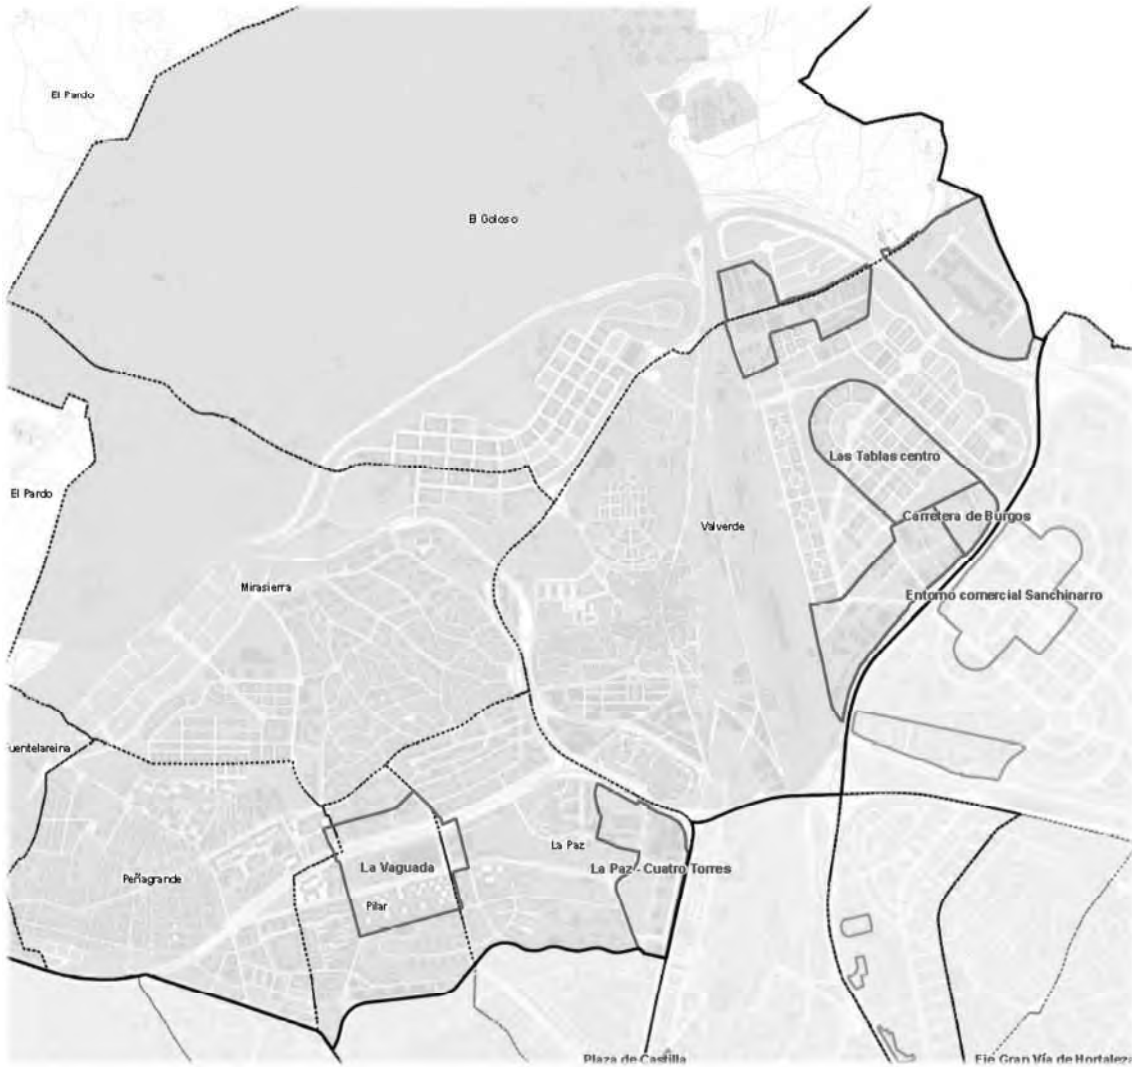 El Pardo
El Goloso
Las Tablas centro
El Pardo
Carretera de Burgos
Valverde
Mirasierra
Entorno comercial Sanchinarro
Fuentelareina
La Paz
La Vaguada
La Paz - Cuatro Torres
Peñagrande
Pilar
Plaza de Castilla
Eje Gran Vía de Hortaleza